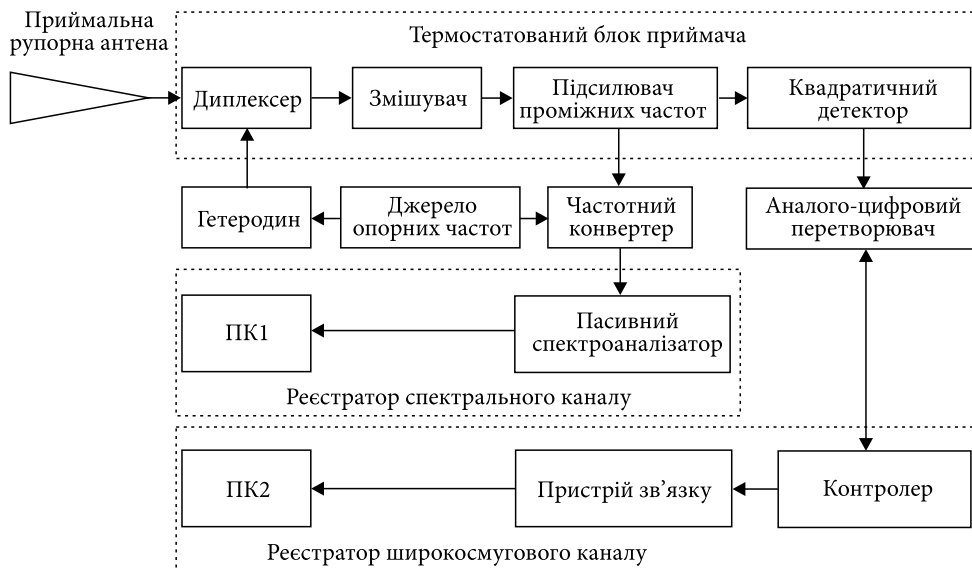 Приймальна
рупорна антена
Термостатований блок приймача
Диплексер
Змішувач
Підсилювач
проміжних частот
Квадратичний
детектор
Гетеродин
Джерело
опорних частот
Частотний
конвертер
Аналого-цифровий
перетворювач
ПК1
Пасивний
спектроаналізатор
Реєстратор спектрального каналу
ПК2
Пристрій зв’язку
Контролер
Реєстратор широкосмугового каналу